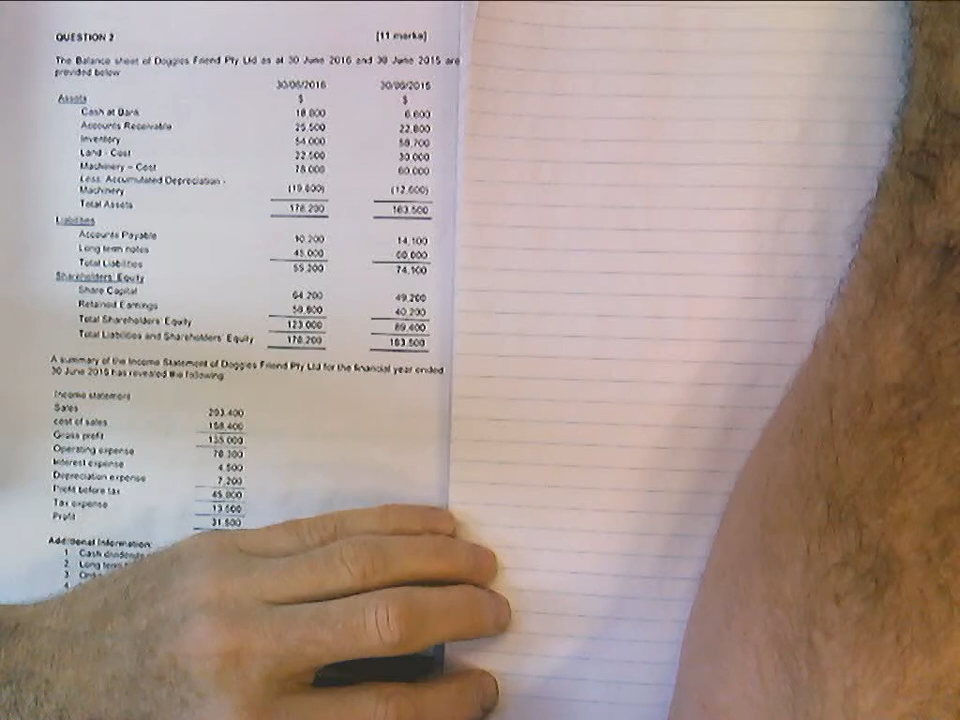 QUESTION 2 [11 marks]
The Balance sheet of Doggies Friend Pty Ltd as at 30 June 2016 and 30 June 2015 are
provided below
30/06/2016 30/06/2015
Assets $ $
Cash at Bank 18,800 6,600
Accounts Receivable 25,500 22,800
Inventory 54,000 58,700
Land - Cost 22,500 30,000
Machinery – Cost 78,000 60,000
Less: Accumulated Depreciation -
Machinery (19,800) (12,600)
Total Assets 178,200 163,500
Liabilities
Accounts Payable 10,200 14,100
Long term notes 45,000 60,000
Total Liabilities 55,200 74,100
Shareholders' Equity
Share Capital 64,200 49,200
Retained Earnings 58,800 40,200
Total Shareholders' Equity 123,000 89,400
Total Liabilities and Shareholders' Equity 178,200 163,500
A summary of the Income Statement of Doggies Friend Pty Ltd for the financial year ended
30 June has revealed the following
Income statement
Sales 293,400
cost of sales 158,400
Gross profit 135,000
Operating expense
Interest expense 4,500
Depreciation expense 7,200
Profit before tax
Tax expense 13,500
Profit 31,500
Additional Information:
1. Cash dividends
2. Long term
3.
4.